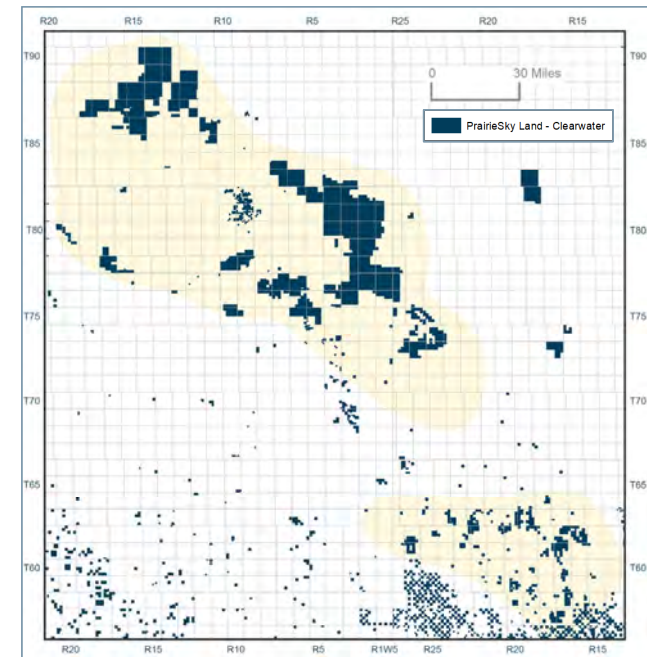 R20 R15 R10 R5 R25 R20 R15
T90 T90
0 30 Miles
PrairieSky Land - Clearwater
T85 T85
T80 T80
T75 T75
T70 T70
T65 T65
T60 T60
R20 R15 R10 R5 R1W5 R25 R20 R15